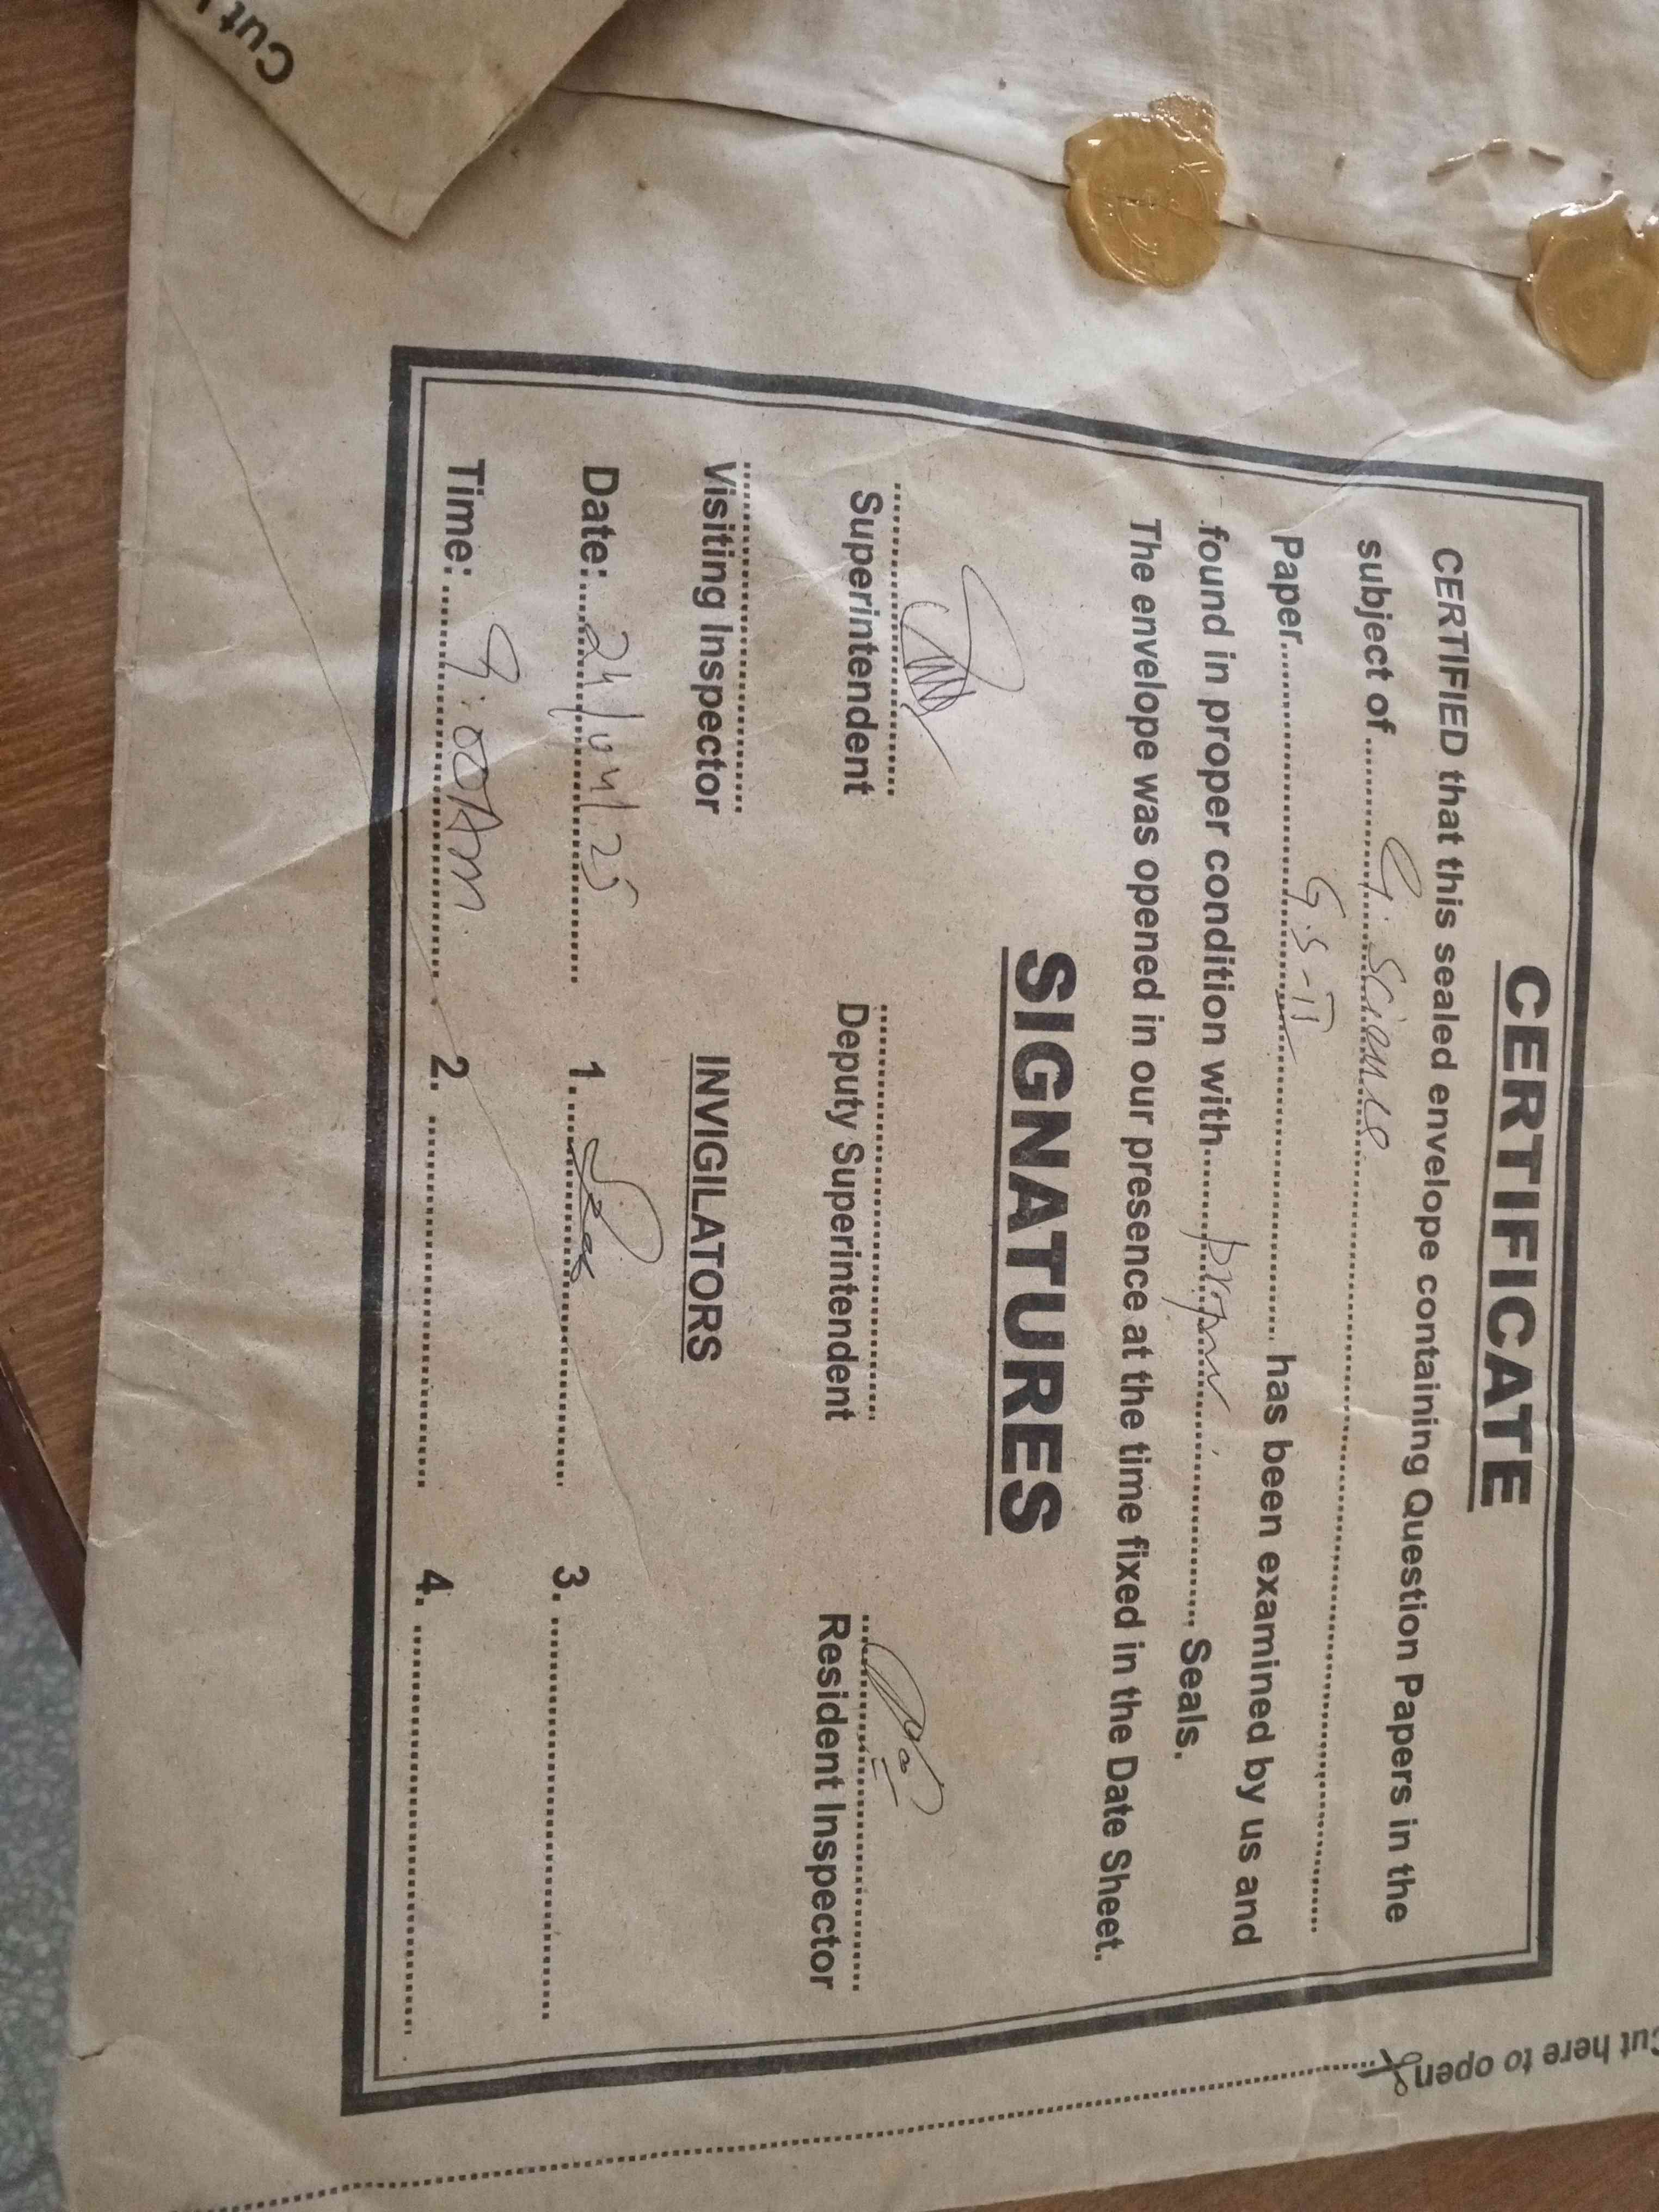 Cut
CERTIFICATE
CERTIFIED that this sealed envelope containing Question Papers in the
subject of G. Science
Paper G.S-II has been examined by us and
found in proper condition with proper Seals.
The envelope was opened in our presence at the time fixed in the Date Sheet.
SIGNATURES
Superintendent Deputy Superintendent Resident Inspector
Visiting Inspector INVIGILATORS
Date: 24/04/25 1. 3.
Time: 9:00Am 2. 4.
Cut here to open